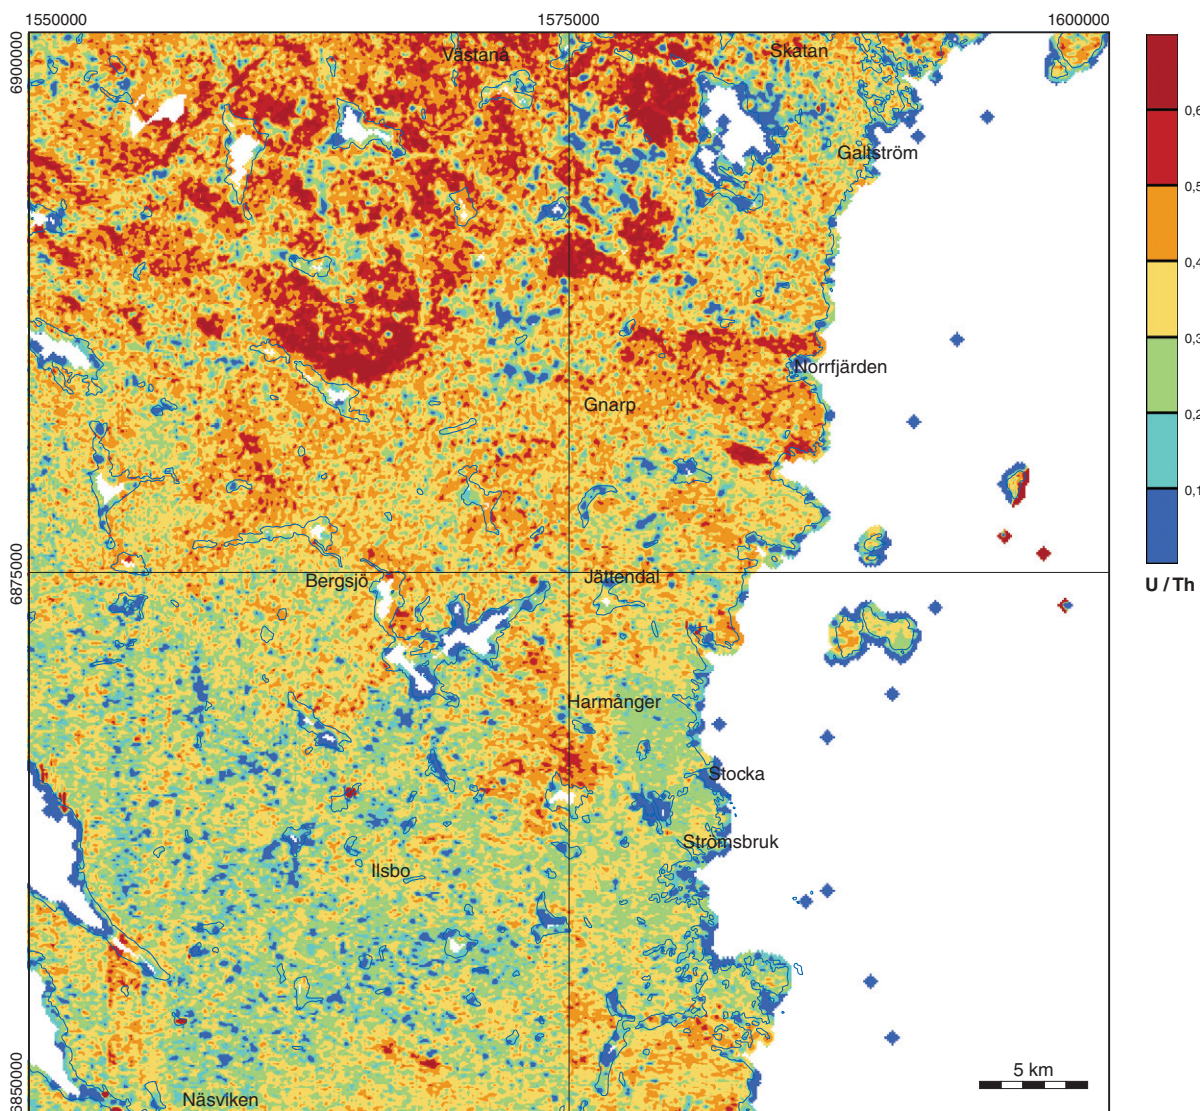 1550000
1575000
1600000
6900000
Västanå
Skatan
0,6
Galtström
0,5
0,4
0,3
Norrfjärden
Gnarp
0,2
0,1
6875000
Bergsjö
Jättendal
U / Th
Harmånger
Stocka
Strömsbruk
Ilsbo
5 km
6850000
Näsviken